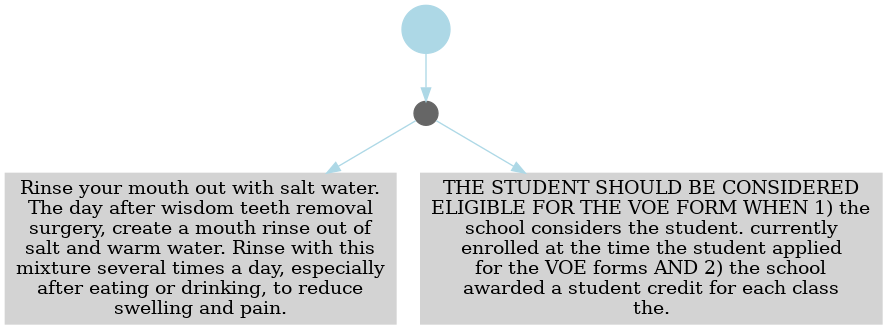 Rinse your mouth out with salt water.
The day after wisdom teeth removal
surgery, create a mouth rinse out of
salt and warm water. Rinse with this
mixture several times a day, especially
after eating or drinking, to reduce
swelling and pain.
THE STUDENT SHOULD BE CONSIDERED
ELIGIBLE FOR THE VOE FORM WHEN 1) the
school considers the student. currently
enrolled at the time the student applied
for the VOE forms AND 2) the school
awarded a student credit for each class
the.